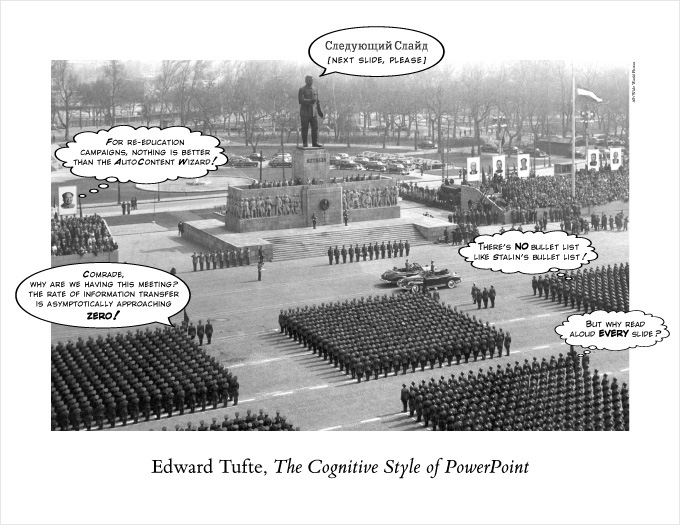 Следующий Слайд
[NEXT SLIDE, PLEASE]
FOR RE-EDUCATION
CAMPAIGNS, NOTHING IS BETTER
THAN THE AUTOCONTENT WIZARD!
THERE'S NO BULLET LIST
LIKE STALIN'S BULLET LIST!
COMRADE,
WHY ARE WE HAVING THIS MEETING?
THE RATE OF INFORMATION TRANSFER
IS ASYMPTOTICALLY APPROACHING
ZERO!
BUT WHY READ
ALOUD EVERY SLIDE?
Edward Tufte, The Cognitive Style of PowerPoint